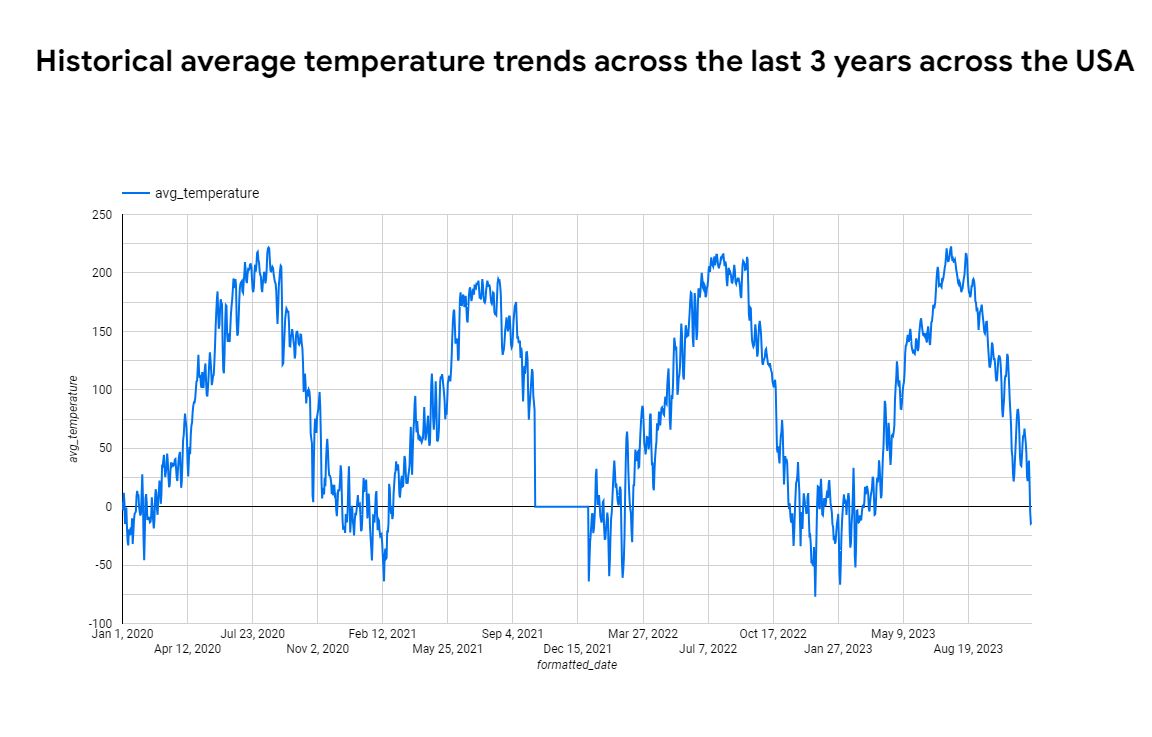 Historical average temperature trends across the last 3 years across the USA
avg_temperature
250
200
150
100
50
0
-50
-100
avg_temperature
Jan 1, 2020
Apr 12, 2020
Jul 23, 2020
Nov 2, 2020
Feb 12, 2021
May 25, 2021
Sep 4, 2021
Dec 15, 2021
Mar 27, 2022
Jul 7, 2022
Oct 17, 2022
Jan 27, 2023
May 9, 2023
Aug 19, 2023
formatted_date